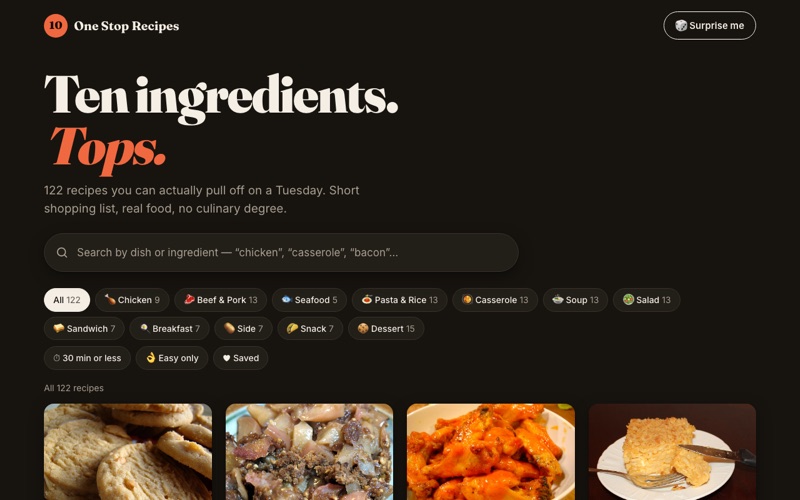 10 One Stop Recipes
🎲 Surprise me
Ten ingredients.
Tops.
122 recipes you can actually pull off on a Tuesday. Short
shopping list, real food, no culinary degree.
Search by dish or ingredient — “chicken”, “casserole”, “bacon”…
All 122 🍗 Chicken 9 🥩 Beef & Pork 13 🐟 Seafood 5 🍝 Pasta & Rice 13 🥘 Casserole 13 🍲 Soup 13 🥗 Salad 13
🥪 Sandwich 7 🍳 Breakfast 7 🥔 Side 7 🌮 Snack 7 🍪 Dessert 15
⏱ 30 min or less 👌 Easy only ♥ Saved
All 122 recipes